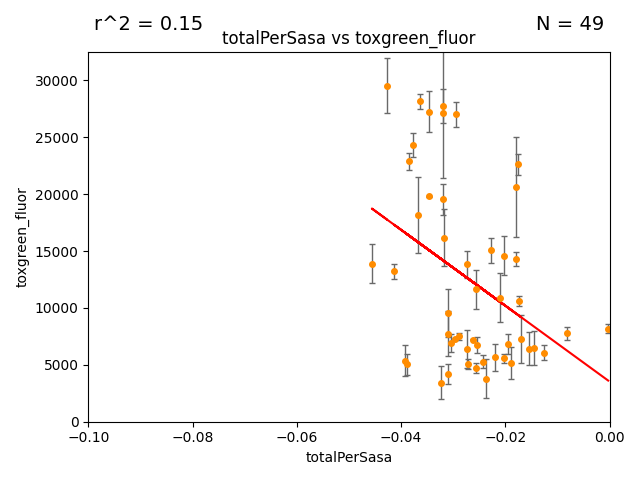 r^2 = 0.15
N = 49
totalPerSasa vs toxgreen_fluor
30000
25000
20000
15000
10000
5000
0
toxgreen_fluor
−0.10
−0.08
−0.06
−0.04
−0.02
0.00
totalPerSasa